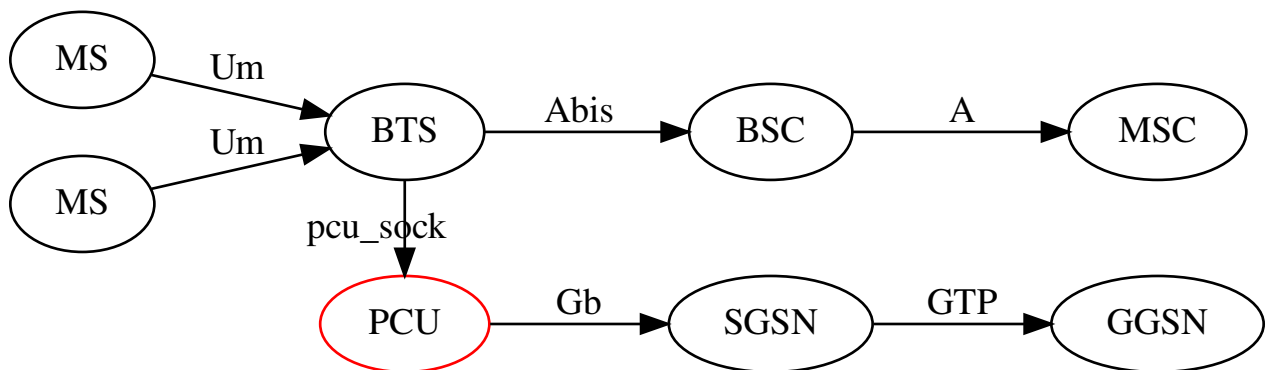 MS
Um
BTS
Abis
BSC
A
MSC
MS
Um
pcu_sock
PCU
Gb
SGSN
GTP
GGSN